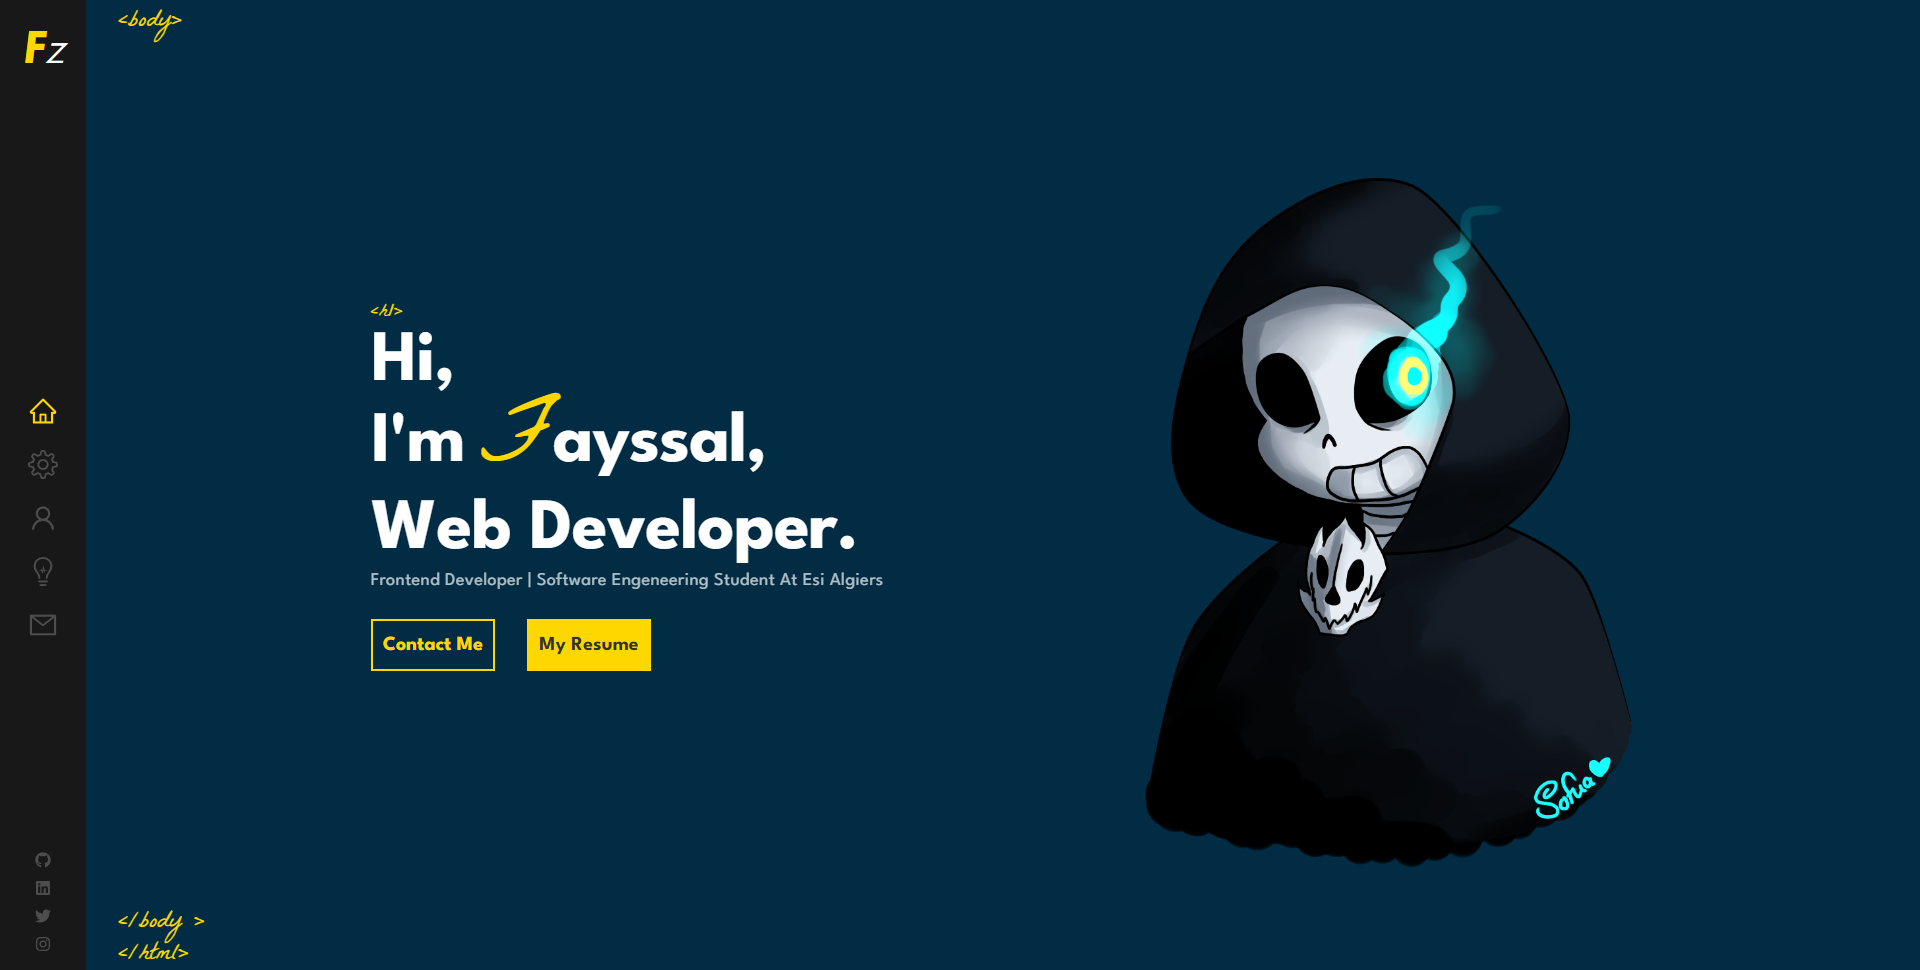 Fz
<body>
<h1>
Hi,
I'm Fayssal,
Web Developer.
Frontend Developer | Software Engeneering Student At Esi Algiers
Contact Me
My Resume
Sofia
</body >
</html>